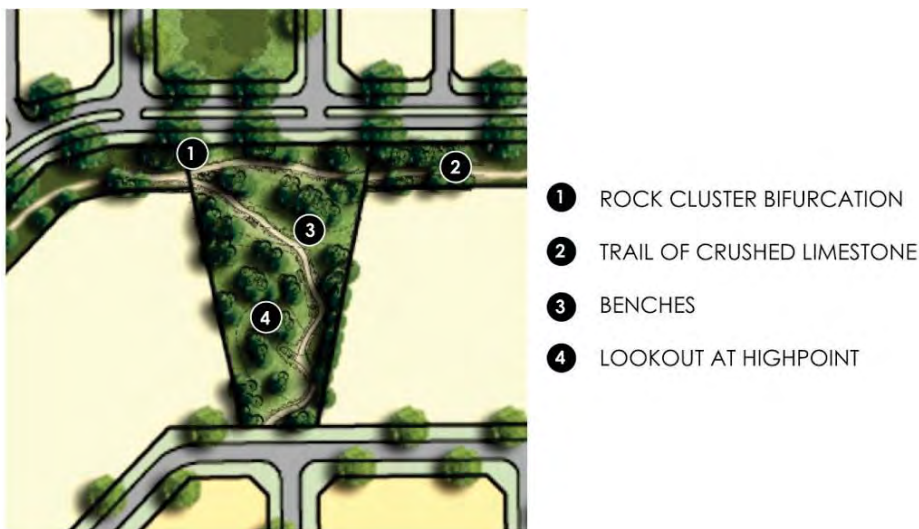 1
2
3
4
1 ROCK CLUSTER BIFURCATION
2 TRAIL OF CRUSHED LIMESTONE
3 BENCHES
4 LOOKOUT AT HIGHPOINT